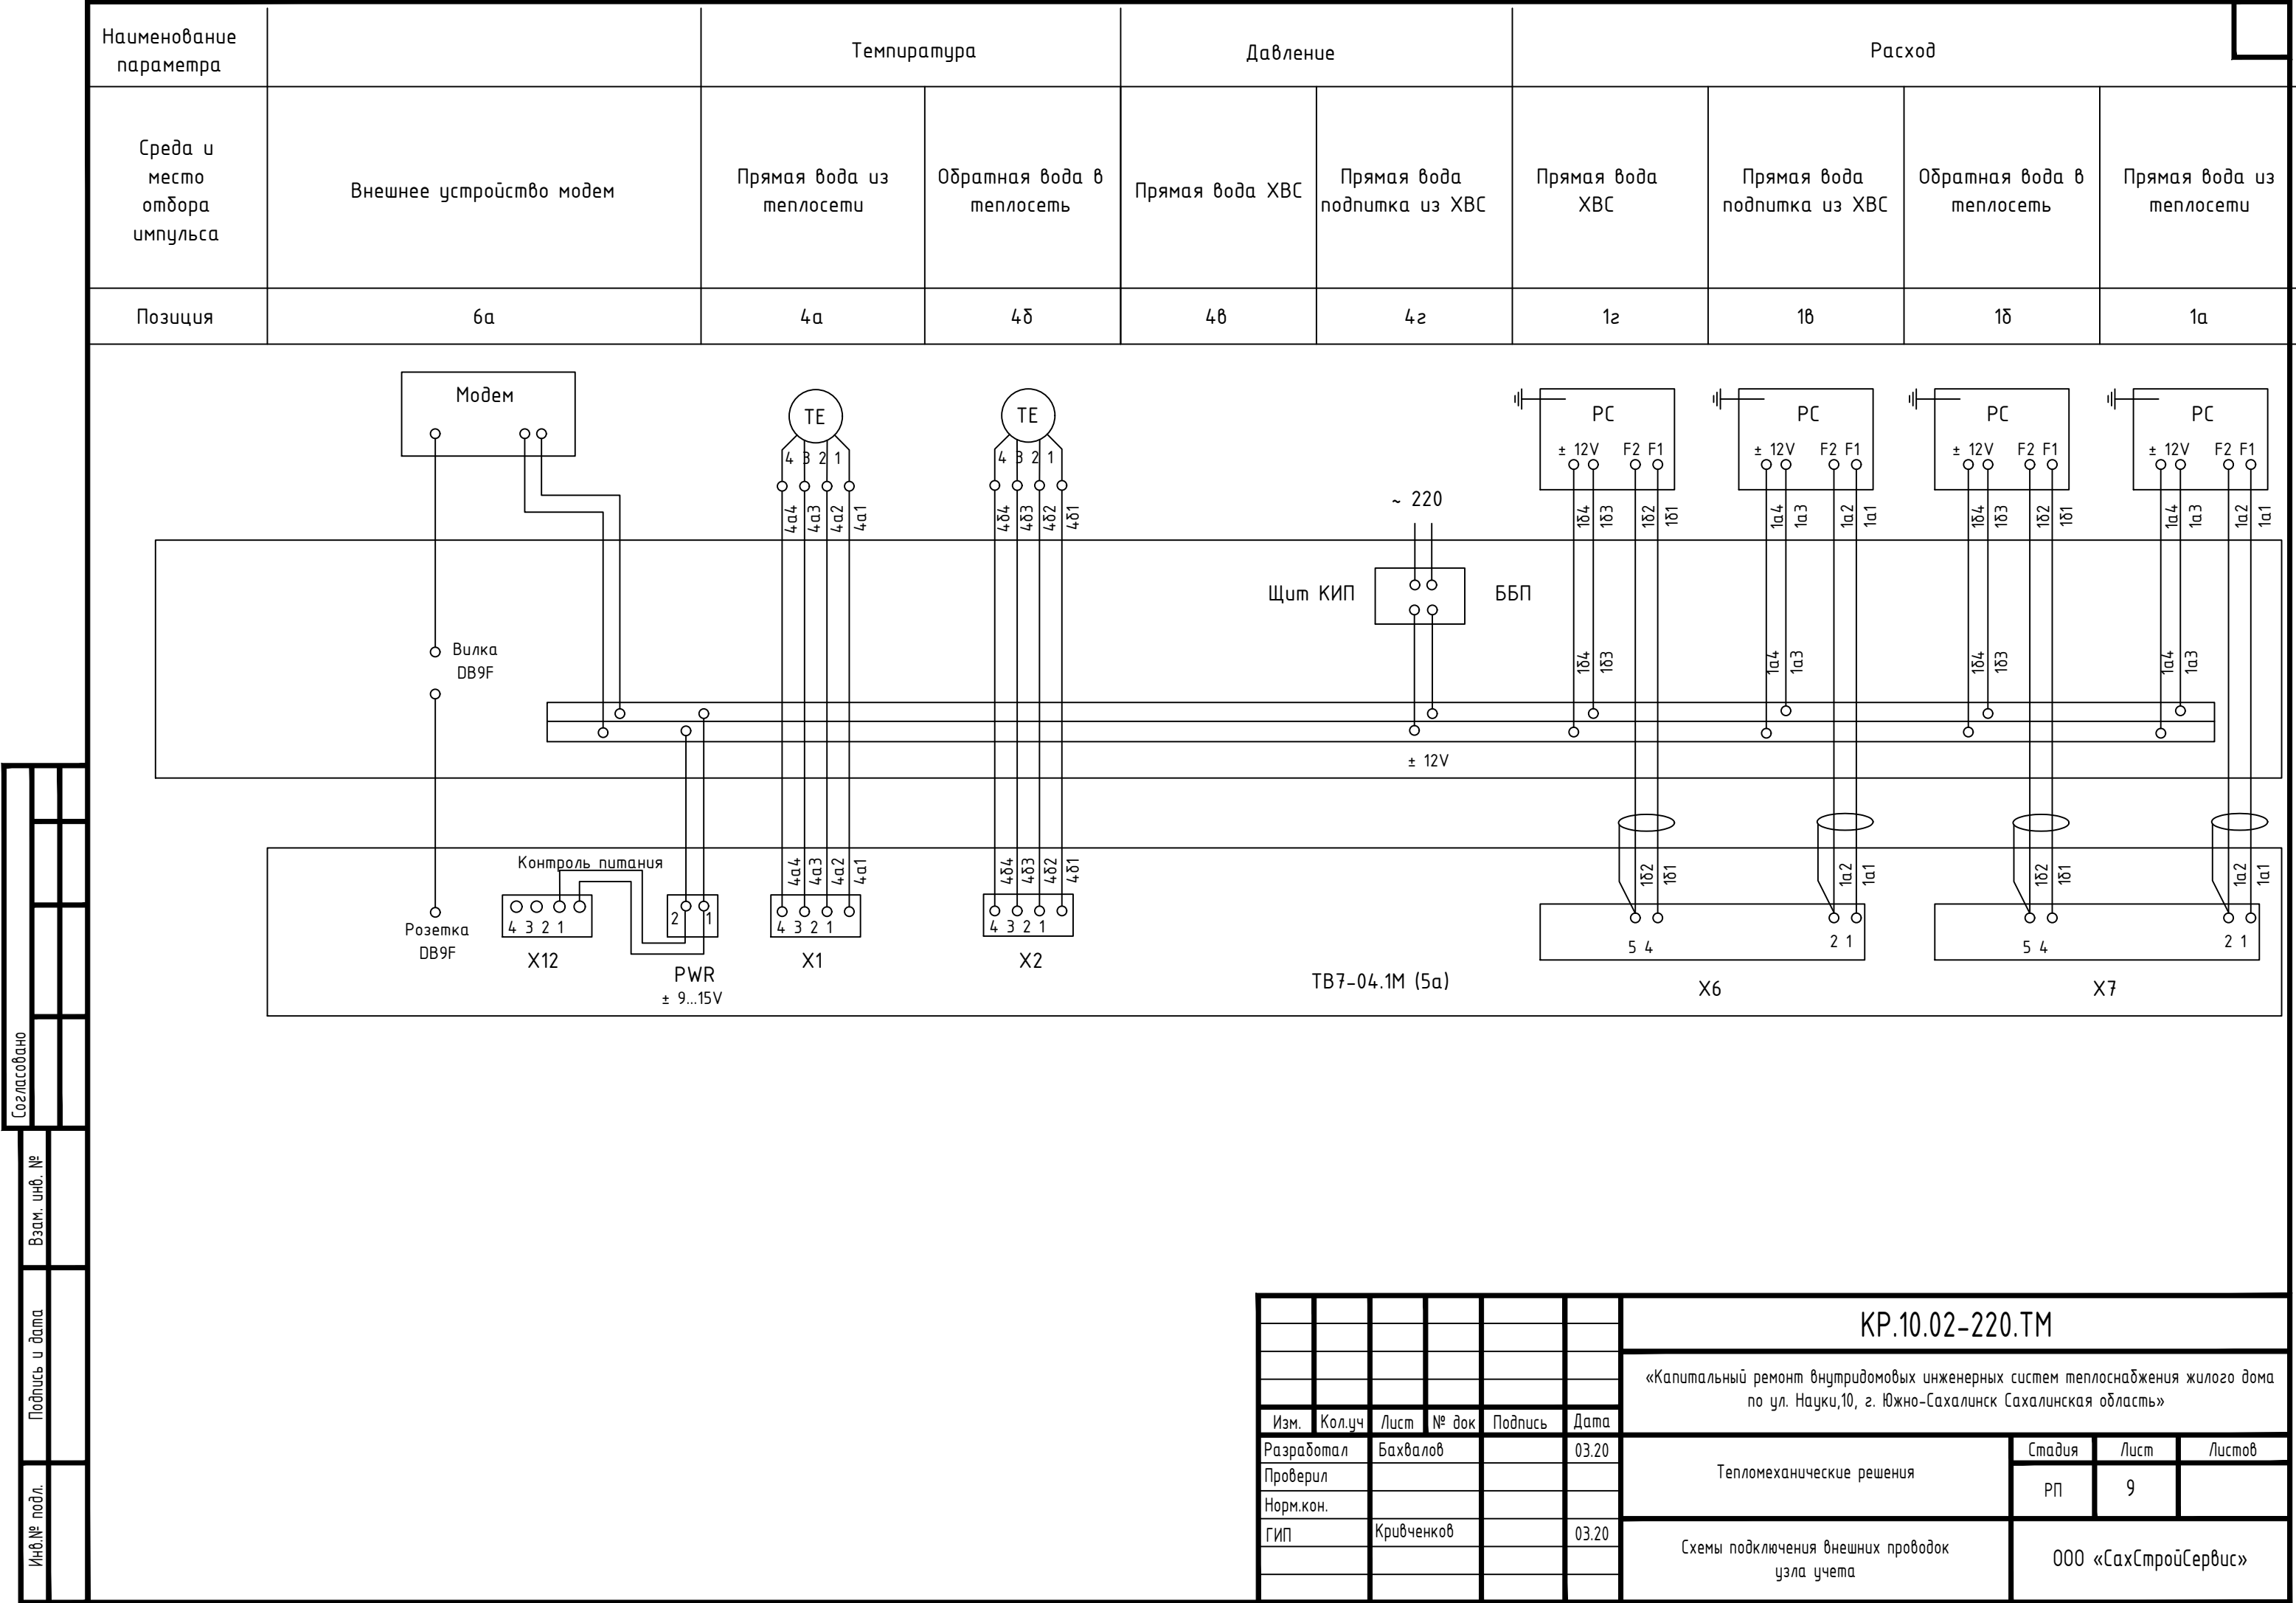 Наименование
параметра
Темпиратура
Давление
Расход
Среда и
место
отбора
импульса
Внешнее устройство модем
Прямая вода из
теплосети
Обратная вода в
теплосеть
Прямая вода ХВС
Прямая вода
подпитка из ХВС
Прямая вода
ХВС
Прямая вода
подпитка из ХВС
Обратная вода в
теплосеть
Прямая вода из
теплосети
Позиция
6а
4а
4б
4в
4г
1г
1в
1б
1а
Модем
ТЕ
4 3 2 1
ТЕ
4 3 2 1
РС
± 12V F2 F1
РС
± 12V F2 F1
РС
± 12V F2 F1
РС
± 12V F2 F1
4а4 4а3 4а2 4а1
4б4 4б3 4б2 4б1
~ 220
1б4 1б3 1б2 1б1
1а4 1а3 1а2 1а1
1б4 1б3 1б2 1б1
1а4 1а3 1а2 1а1
Щит КИП
ББП
Вилка
DB9F
1б4 1б3
1а4 1а3
1б4 1б3
1а4 1а3
± 12V
Контроль питания
4а4 4а3 4а2 4а1
4б4 4б3 4б2 4б1
1б2 1б1
1а2 1а1
1б2 1б1
1а2 1а1
Розетка
DB9F
4 3 2 1
Х12
2 1
PWR
± 9...15V
4 3 2 1
Х1
4 3 2 1
Х2
ТВ7-04.1М (5а)
5 4
2 1
Х6
5 4
2 1
Х7
Согласовано
Взам. инв. №
Подпись и дата
Инв.№ подл.
КР.10.02-220.ТМ
«Капитальный ремонт внутридомовых инженерных систем теплоснабжения жилого дома
по ул. Науки,10, г. Южно-Сахалинск Сахалинская область»
Изм. Кол.уч Лист № док Подпись Дата
Разработал Бахвалов 03.20
Проверил
Норм.кон.
ГИП Кривченков 03.20
Тепломеханические решения
Стадия Лист Листов
РП 9
Схемы подключения внешних проводок
узла учета
ООО «СахСтройСервис»